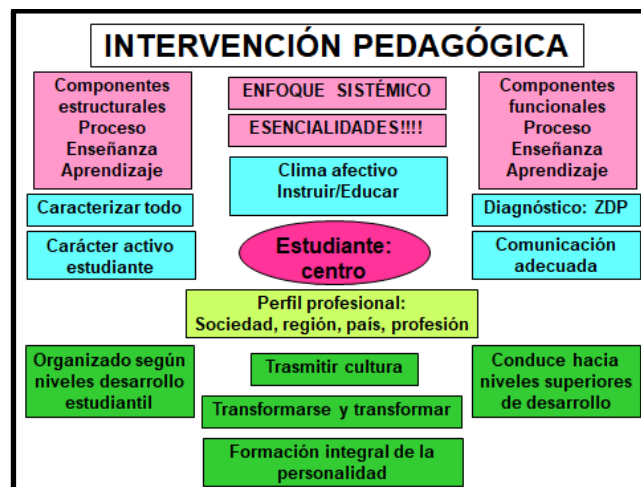 INTERVENCIÓN PEDAGÓGICA
Componentes
estructurales
Proceso
Enseñanza
Aprendizaje
ENFOQUE SISTÉMICO
ESENCIALIDADES!!!!
Componentes
funcionales
Proceso
Enseñanza
Aprendizaje
Clima afectivo
Instruir/Educar
Caracterizar todo
Diagnóstico: ZDP
Carácter activo
estudiante
Estudiante:
centro
Comunicación
adecuada
Perfil profesional:
Sociedad, región, país, profesión
Organizado según
niveles desarrollo
estudiantil
Trasmitir cultura
Conduce hacia
niveles superiores
de desarrollo
Transformarse y transformar
Formación integral de la
personalidad